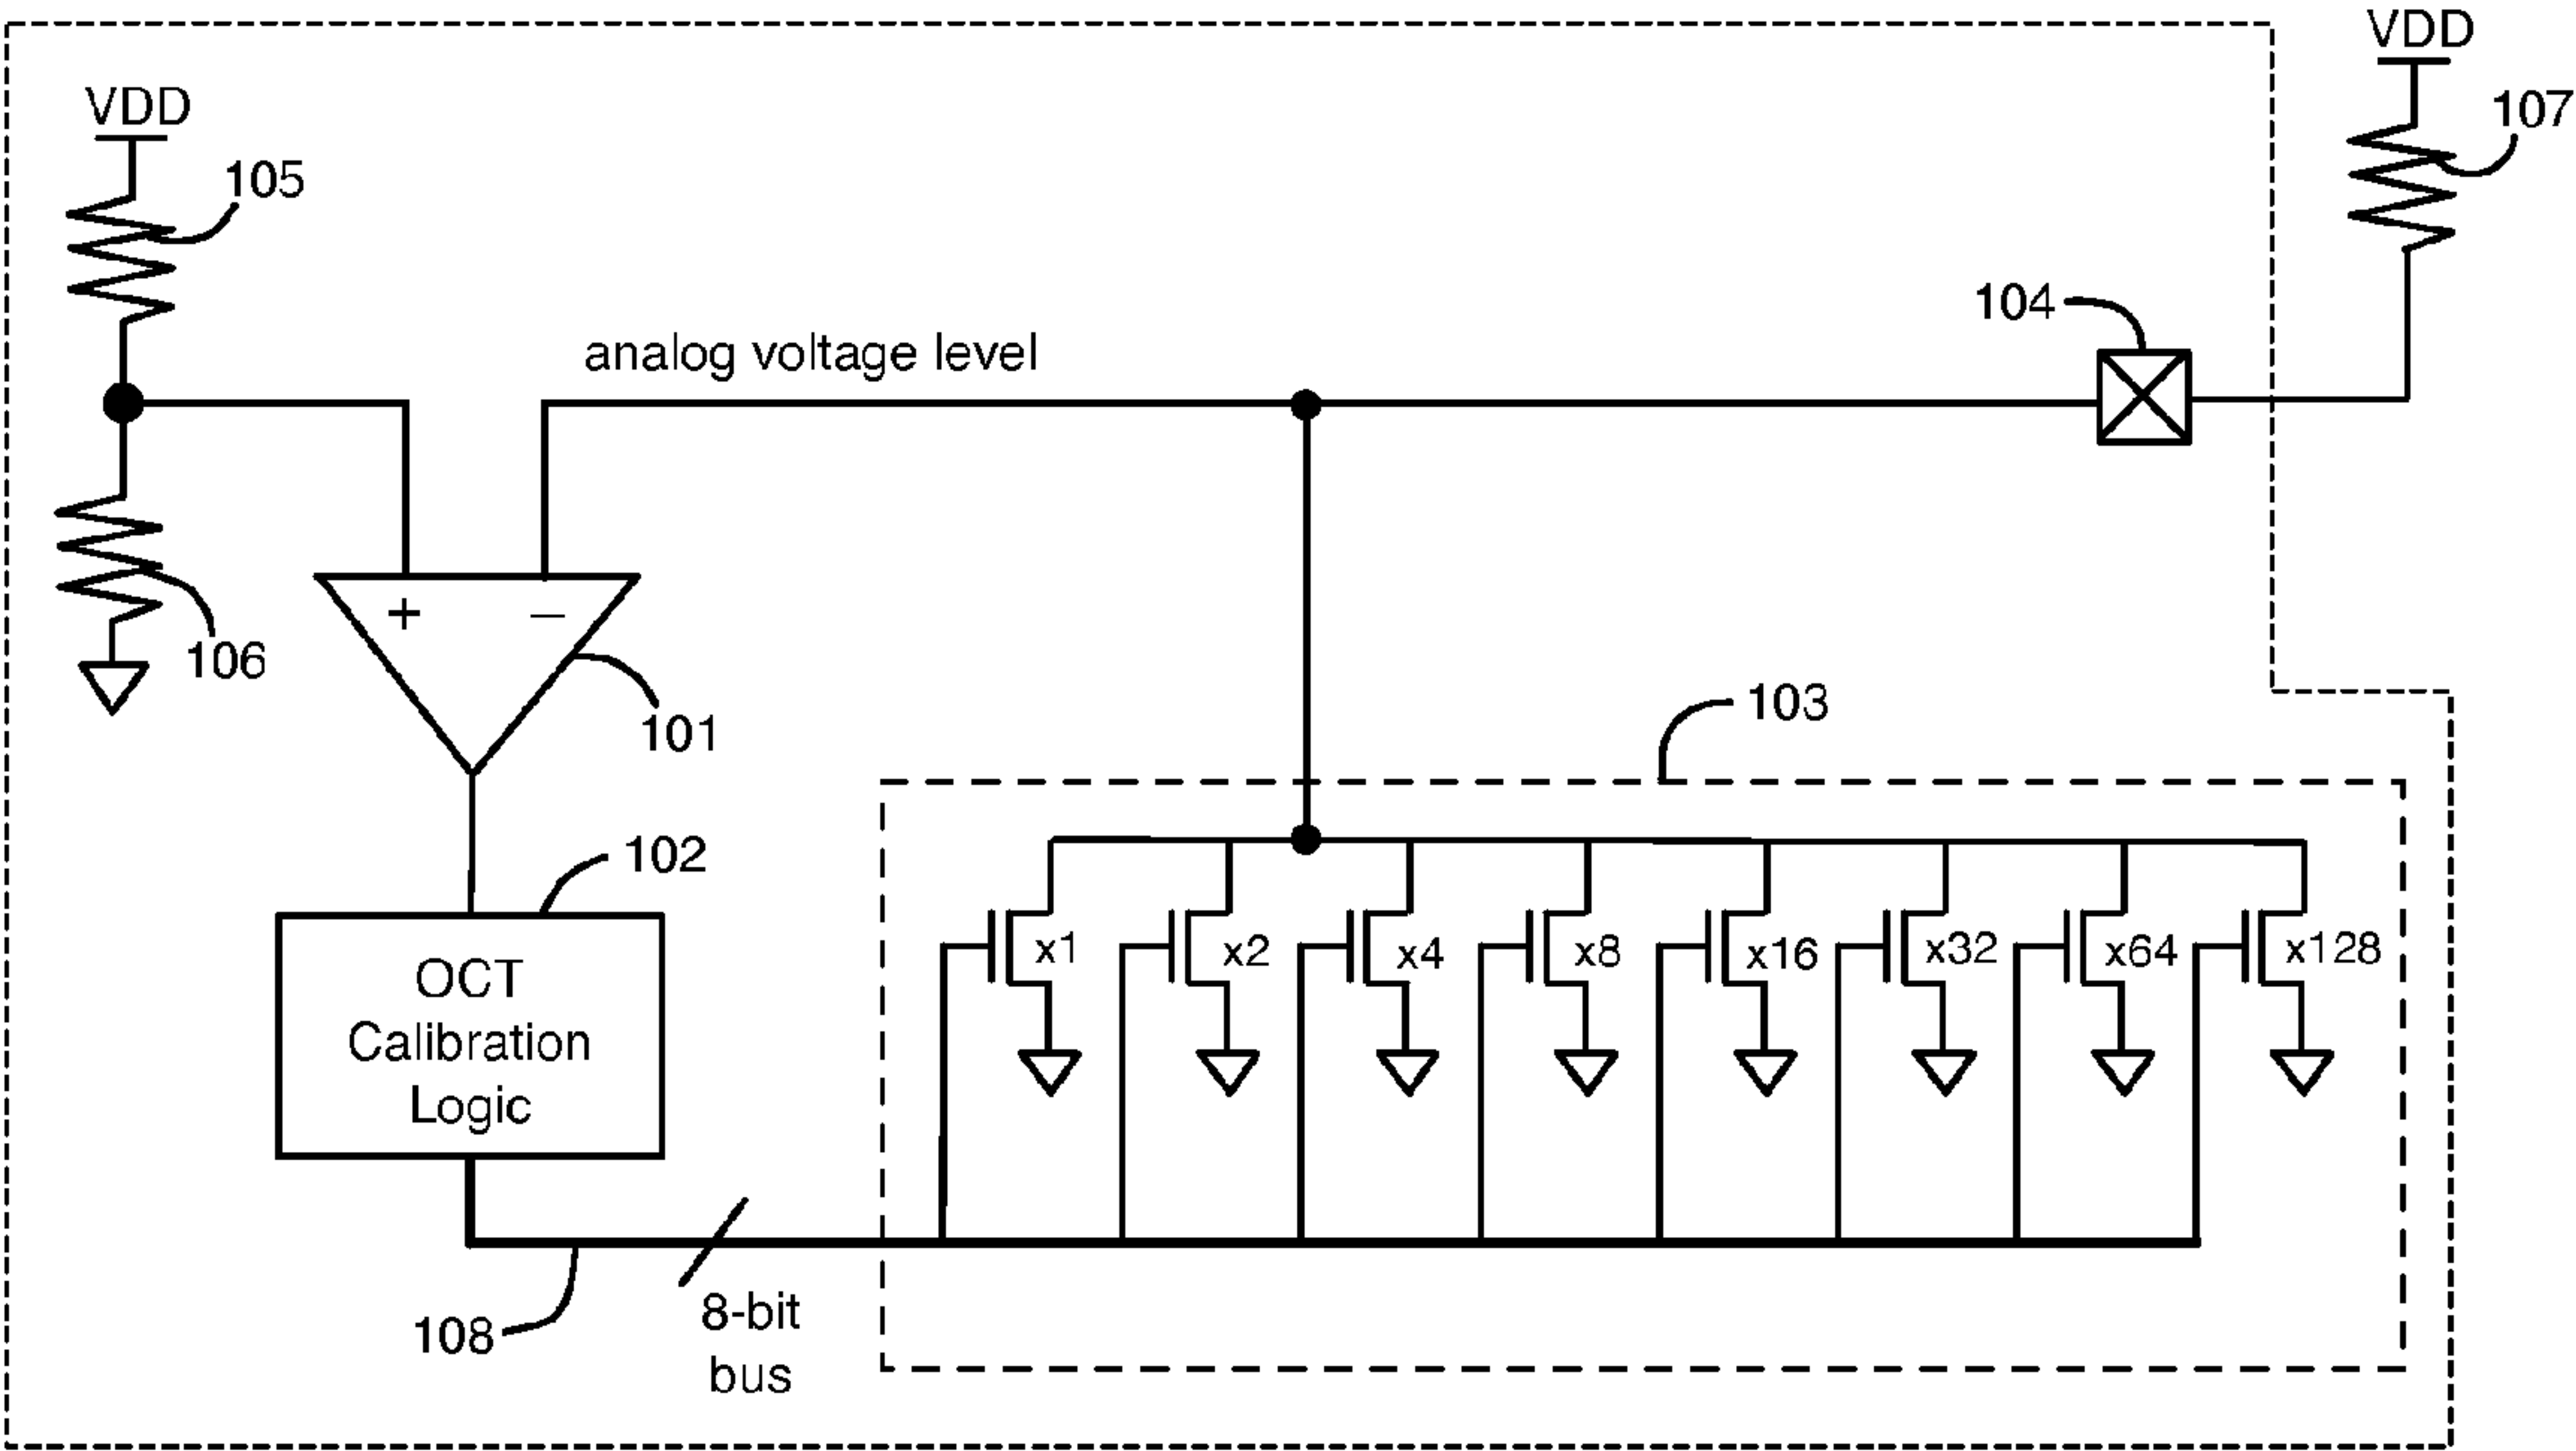 VDD
VDD
107
105
104
analog voltage level
+ –
106
101
103
102
x1 x2 x4 x8 x16 x32 x64 x128
OCT
Calibration
Logic
8-bit
bus
108